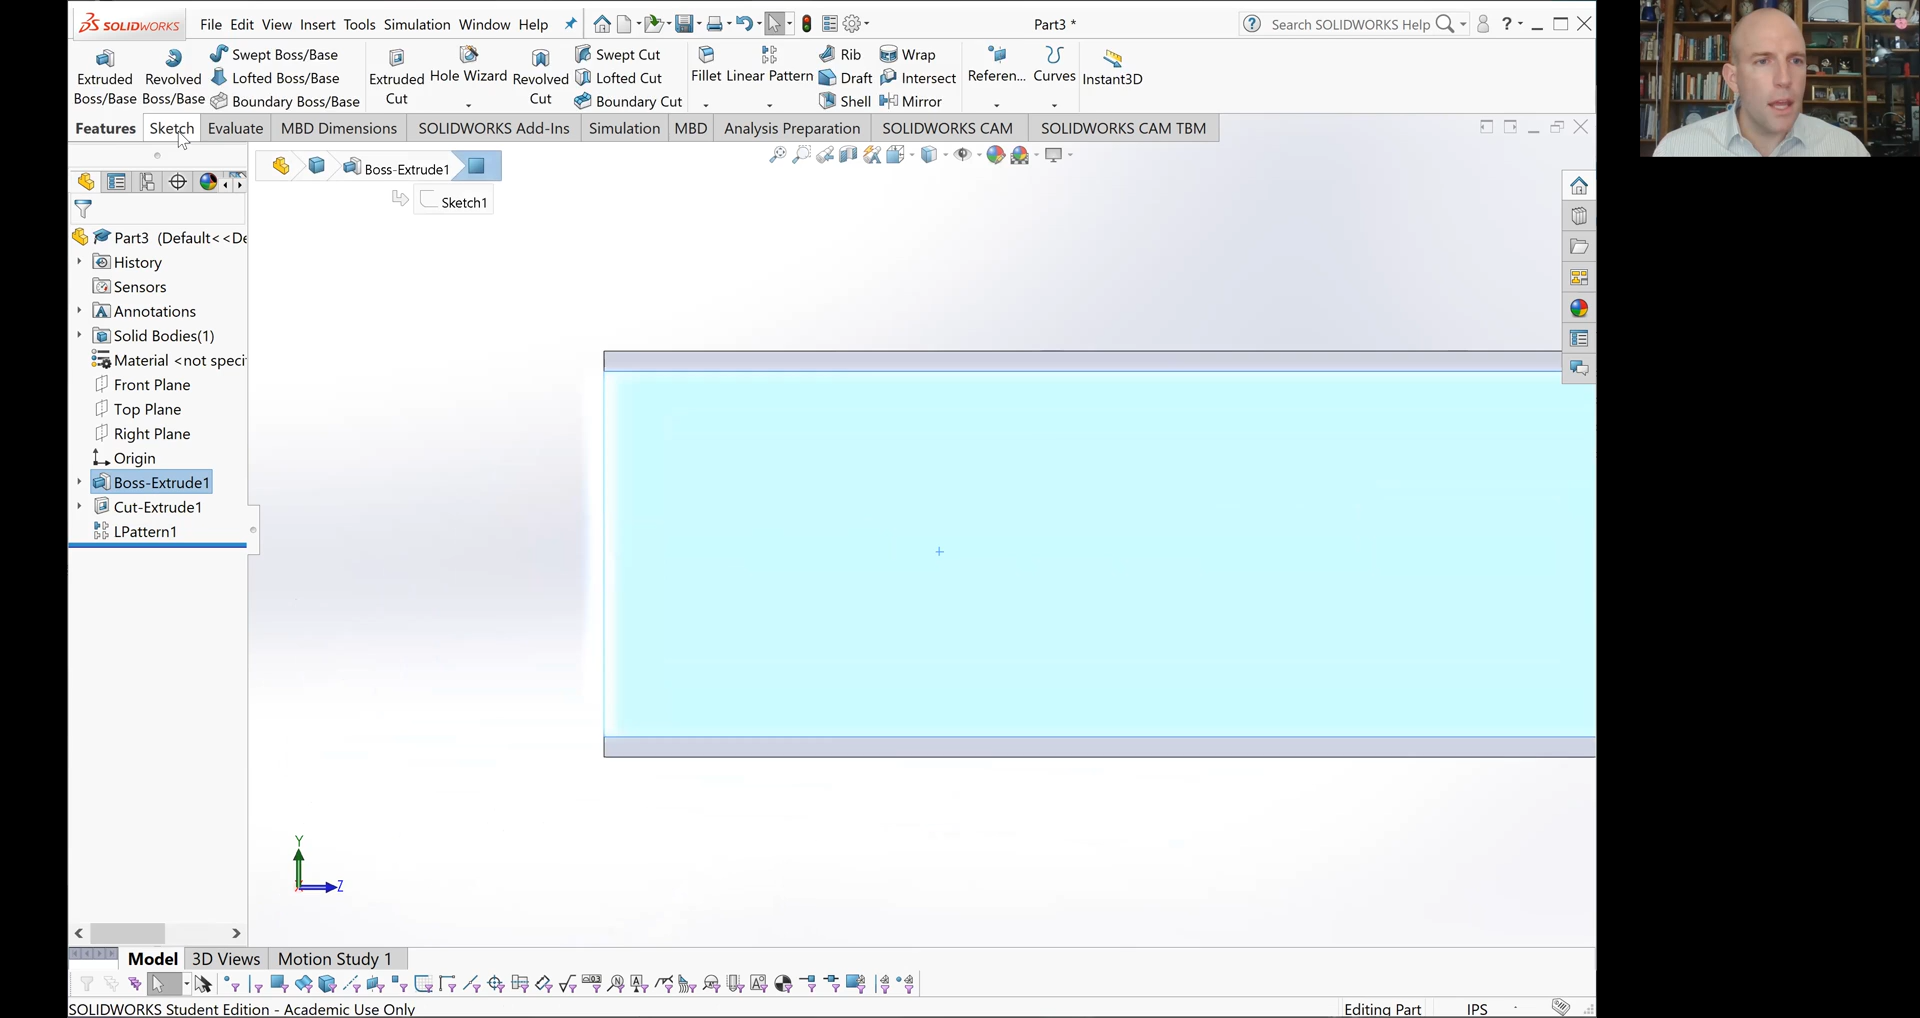 SOLIDWORKS File Edit View Insert Tools Simulation Window Help Part3 * Search SOLIDWORKS Help
Extruded Boss/Base Revolved Boss/Base Swept Boss/Base Lofted Boss/Base Boundary Boss/Base Extruded Cut Hole Wizard Revolved Cut Swept Cut Lofted Cut Boundary Cut Fillet Linear Pattern Rib Draft Shell Wrap Intersect Mirror Referen... Curves Instant3D
Features Sketch Evaluate MBD Dimensions SOLIDWORKS Add-Ins Simulation MBD Analysis Preparation SOLIDWORKS CAM SOLIDWORKS CAM TBM
Boss-Extrude1
Sketch1
Part3 (Default<<De
History
Sensors
Annotations
Solid Bodies(1)
Material <not speci
Front Plane
Top Plane
Right Plane
Origin
Boss-Extrude1
Cut-Extrude1
LPattern1
Y
Z
Model 3D Views Motion Study 1
SOLIDWORKS Student Edition - Academic Use Only Editing Part IPS